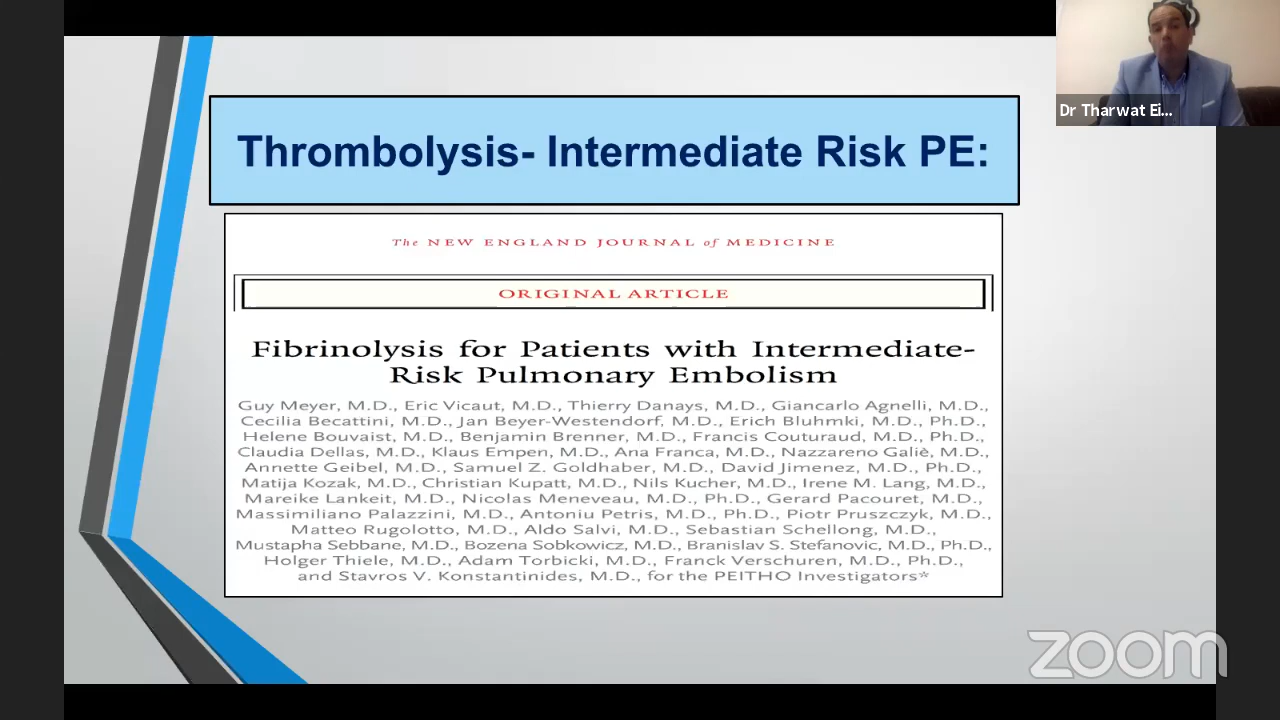 Thrombolysis- Intermediate Risk PE:
The NEW ENGLAND JOURNAL of MEDICINE
ORIGINAL ARTICLE
Fibrinolysis for Patients with Intermediate-
Risk Pulmonary Embolism
Guy Meyer, M.D., Eric Vicaut, M.D., Thierry Danays, M.D., Giancarlo Agnelli, M.D.,
Cecilia Becattini, M.D., Jan Beyer-Westendorf, M.D., Erich Bluhmki, M.D., Ph.D.,
Helene Bouvaist, M.D., Benjamin Brenner, M.D., Francis Couturaud, M.D., Ph.D.,
Claudia Dellas, M.D., Klaus Empen, M.D., Ana Franca, M.D., Nazzareno Galiè, M.D.,
Annette Geibel, M.D., Samuel Z. Goldhaber, M.D., David Jimenez, M.D., Ph.D.,
Matija Kozak, M.D., Christian Kupatt, M.D., Nils Kucher, M.D., Irene M. Lang, M.D.,
Mareike Lankeit, M.D., Nicolas Meneveau, M.D., Ph.D., Gerard Pacouret, M.D.,
Massimiliano Palazzini, M.D., Antoniu Petris, M.D., Ph.D., Piotr Pruszczyk, M.D.,
Matteo Rugolotto, M.D., Aldo Salvi, M.D., Sebastian Schellong, M.D.,
Mustapha Sebbane, M.D., Bozena Sobkowicz, M.D., Branislav S. Stefanovic, M.D., Ph.D.,
Holger Thiele, M.D., Adam Torbicki, M.D., Franck Verschuren, M.D., Ph.D.,
and Stavros V. Konstantinides, M.D., for the PEITHO Investigators*
Dr Tharwat Ei...
zoom